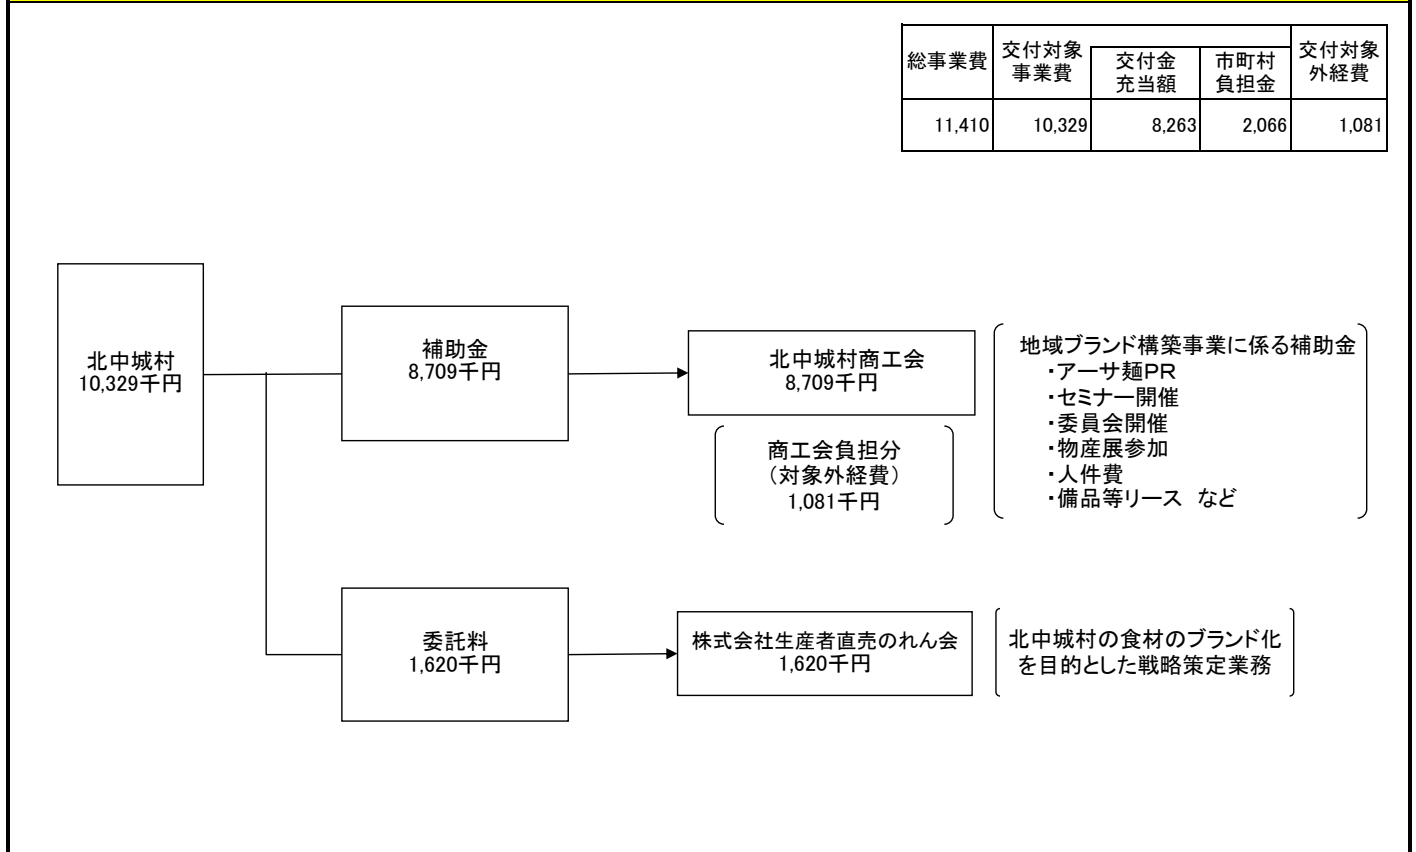 総事業費
交付対象
事業費
交付金
充当額
市町村
負担金
交付対象
外経費
11,410
10,329
8,263
2,066
1,081
北中城村
10,329千円
補助金
8,709千円
北中城村商工会
8,709千円
商工会負担分
（対象外経費）
1,081千円
地域ブランド構築事業に係る補助金
・アーサ麺PR
・セミナー開催
・委員会開催
・物産展参加
・人件費
・備品等リース　など
委託料
1,620千円
株式会社生産者直売のれん会
1,620千円
北中城村の食材のブランド化
を目的とした戦略策定業務